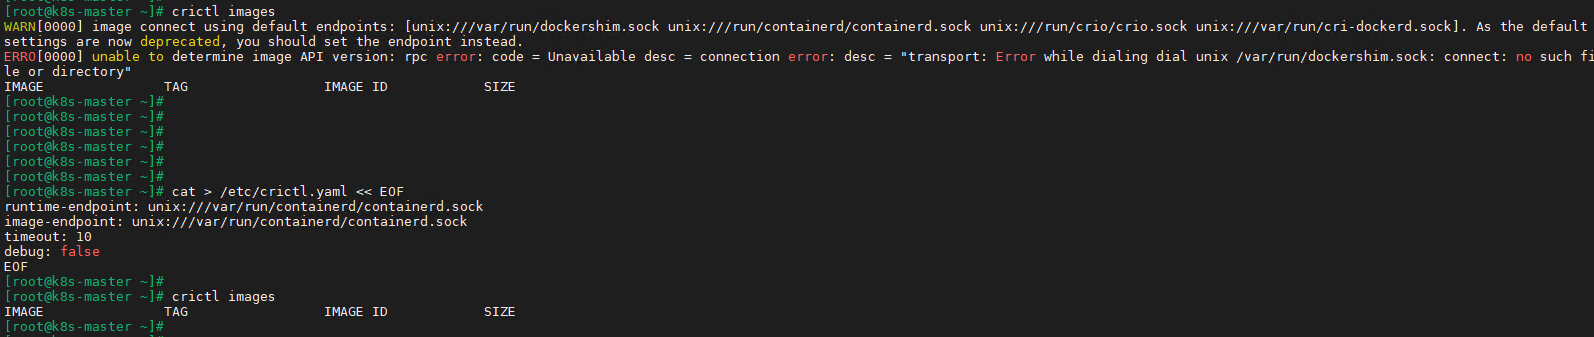 [root@k8s-master ~]# crictl images
WARN[0000] image connect using default endpoints: [unix:///var/run/dockershim.sock unix:///run/containerd/containerd.sock unix:///run/crio/crio.sock unix:///var/run/cri-dockerd.sock]. As the default
settings are now deprecated, you should set the endpoint instead.
ERRO[0000] unable to determine image API version: rpc error: code = Unavailable desc = connection error: desc = "transport: Error while dialing dial unix /var/run/dockershim.sock: connect: no such fi
le or directory"
IMAGE               TAG                 IMAGE ID            SIZE
[root@k8s-master ~]#
[root@k8s-master ~]#
[root@k8s-master ~]#
[root@k8s-master ~]#
[root@k8s-master ~]#
[root@k8s-master ~]#
[root@k8s-master ~]# cat > /etc/crictl.yaml << EOF
runtime-endpoint: unix:///var/run/containerd/containerd.sock
image-endpoint: unix:///var/run/containerd/containerd.sock
timeout: 10
debug: false
EOF
[root@k8s-master ~]#
[root@k8s-master ~]# crictl images
IMAGE               TAG                 IMAGE ID            SIZE
[root@k8s-master ~]#